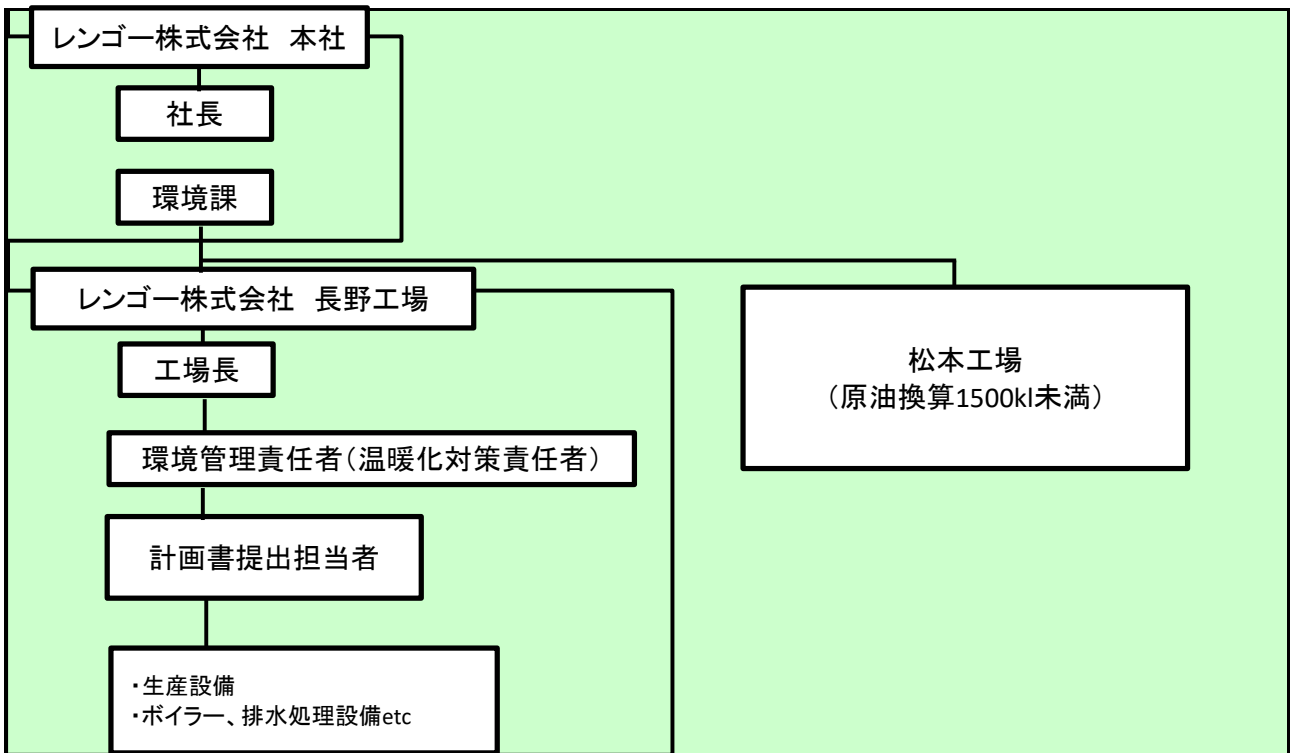 レンゴー株式会社　本社
社長
環境課
レンゴー株式会社　長野工場
工場長
環境管理責任者（温暖化対策責任者）
計画書提出担当者
・生産設備
・ボイラー、排水処理設備etc
松本工場
（原油換算1500kl未満）